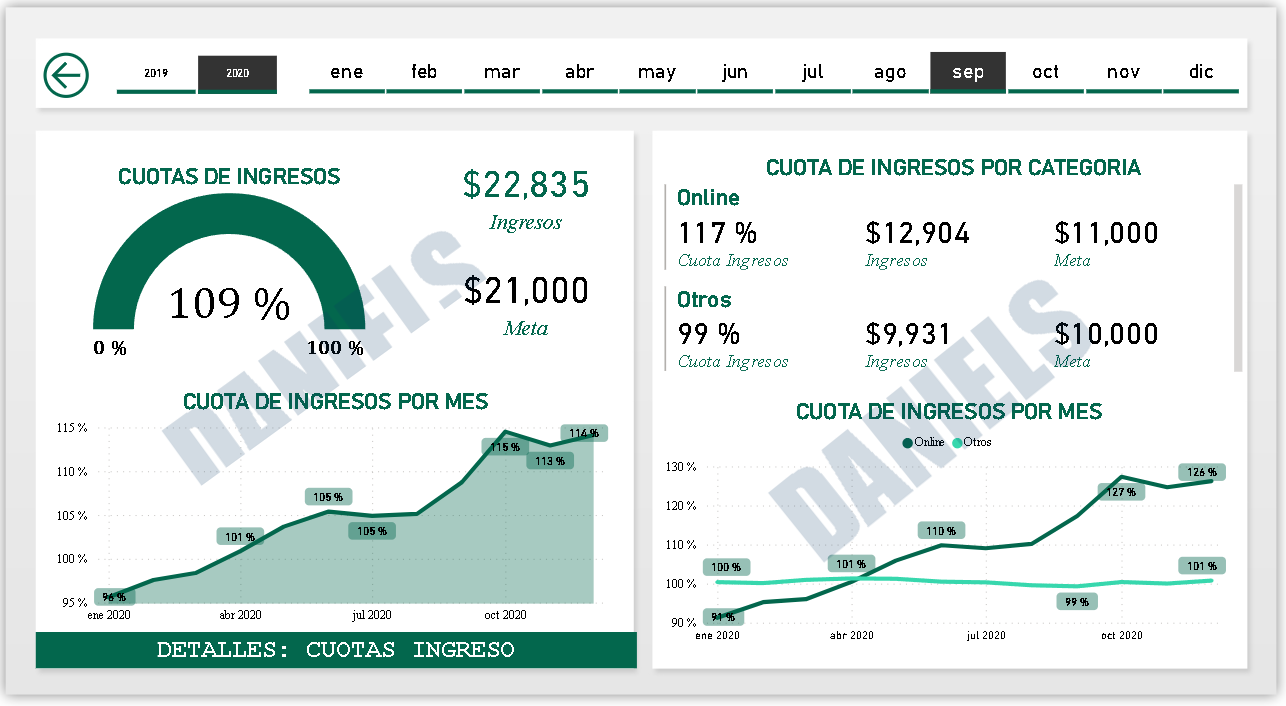 2019 2020 ene feb mar abr may jun jul ago sep oct nov dic
CUOTAS DE INGRESOS
109 %
0 % 100 %
$22,835
Ingresos
$21,000
Meta
CUOTA DE INGRESOS POR MES
115 %
110 %
105 %
100 %
95 %
96 %
101 %
105 %
105 %
115 %
113 %
114 %
ene 2020 abr 2020 jul 2020 oct 2020
DETALLES: CUOTAS INGRESO
CUOTA DE INGRESOS POR CATEGORIA
Online
117 % $12,904 $11,000
Cuota Ingresos Ingresos Meta
Otros
99 % $9,931 $10,000
Cuota Ingresos Ingresos Meta
CUOTA DE INGRESOS POR MES
Online Otros
130 %
120 %
110 %
100 %
90 %
100 %
91 %
101 %
110 %
99 %
127 %
126 %
101 %
ene 2020 abr 2020 jul 2020 oct 2020
DANIELS
DANIELS